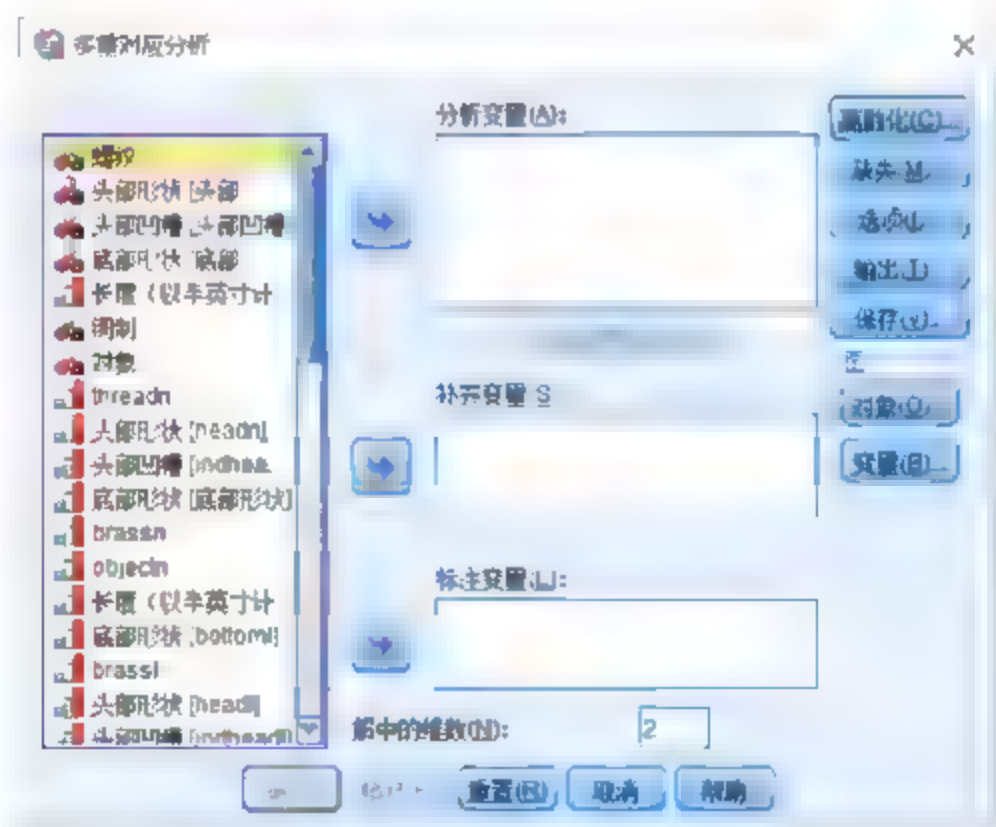 多重对应分析
分析变量(A):
离散化(C)...
缺失
头部形状 [头部
头部凹槽 [头部凹槽
底部形状 [底部
长度（以半英寸计
对象
threadn
头部形状 [headn]
头部凹槽 [indhea
底部形状 [底部形状]
brassn
objectn
长度（以半英寸计
底部形状 [bottoml]
brassl
头部形状 [headl]
头部凹槽
选项
输出
保存
图
补充变量
对象(O)
变量(B)...
标注变量(L):
解中的维数(N):
2
重置(R)
取消
帮助